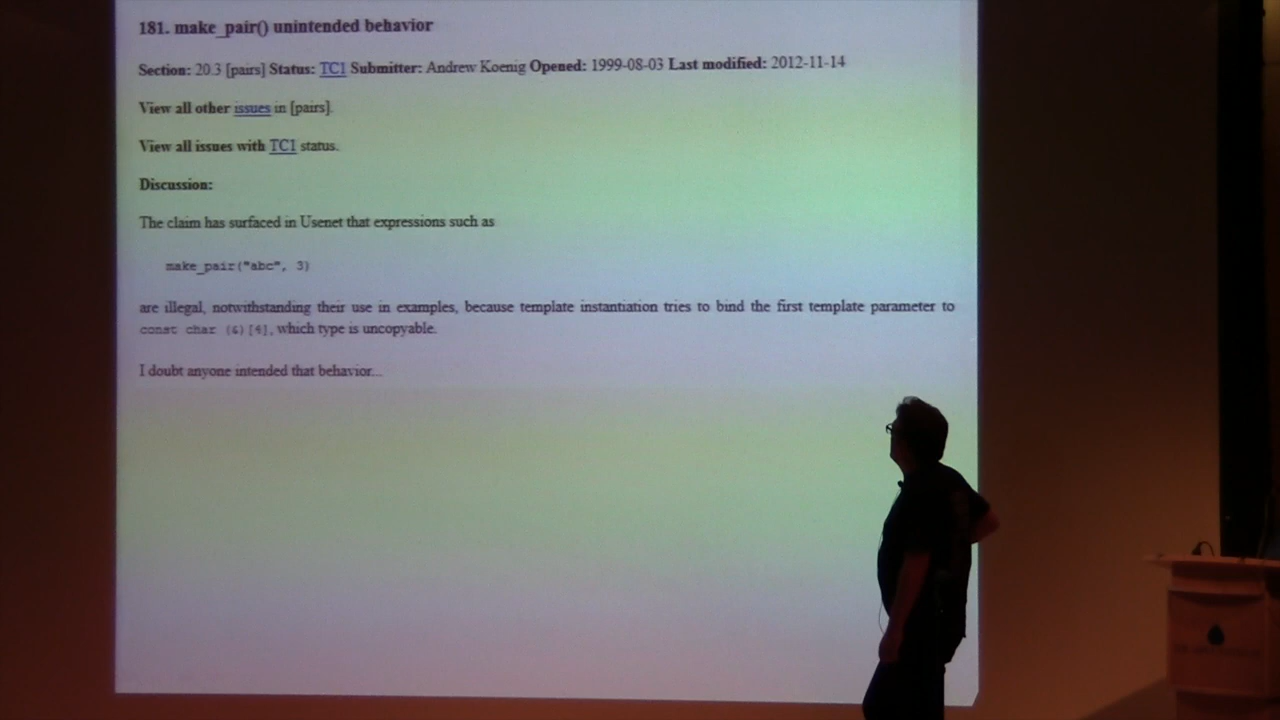 181. make_pair() unintended behavior
Section: 20.3 [pairs] Status: TC1 Submitter: Andrew Koenig Opened: 1999-08-03 Last modified: 2012-11-14
View all other issues in [pairs].
View all issues with TC1 status.
Discussion:
The claim has surfaced in Usenet that expressions such as
make_pair("abc", 3)
are illegal, notwithstanding their use in examples, because template instantiation tries to bind the first template parameter to
const char (&)[4], which type is uncopyable.
I doubt anyone intended that behavior...